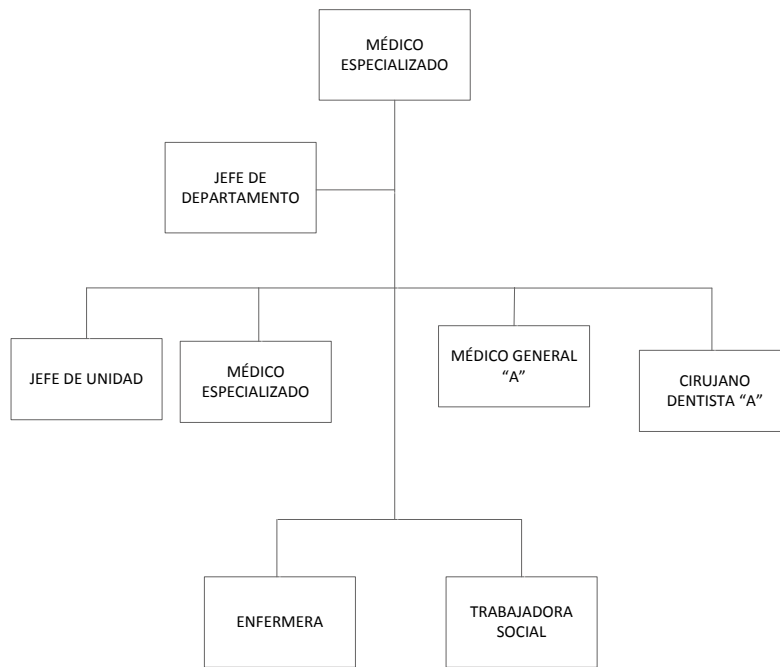 MÉDICO
ESPECIALIZADO
JEFE DE
DEPARTAMENTO
JEFE DE UNIDAD
MÉDICO
ESPECIALIZADO
MÉDICO GENERAL
“A”
CIRUJANO
DENTISTA “A”
ENFERMERA
TRABAJADORA
SOCIAL